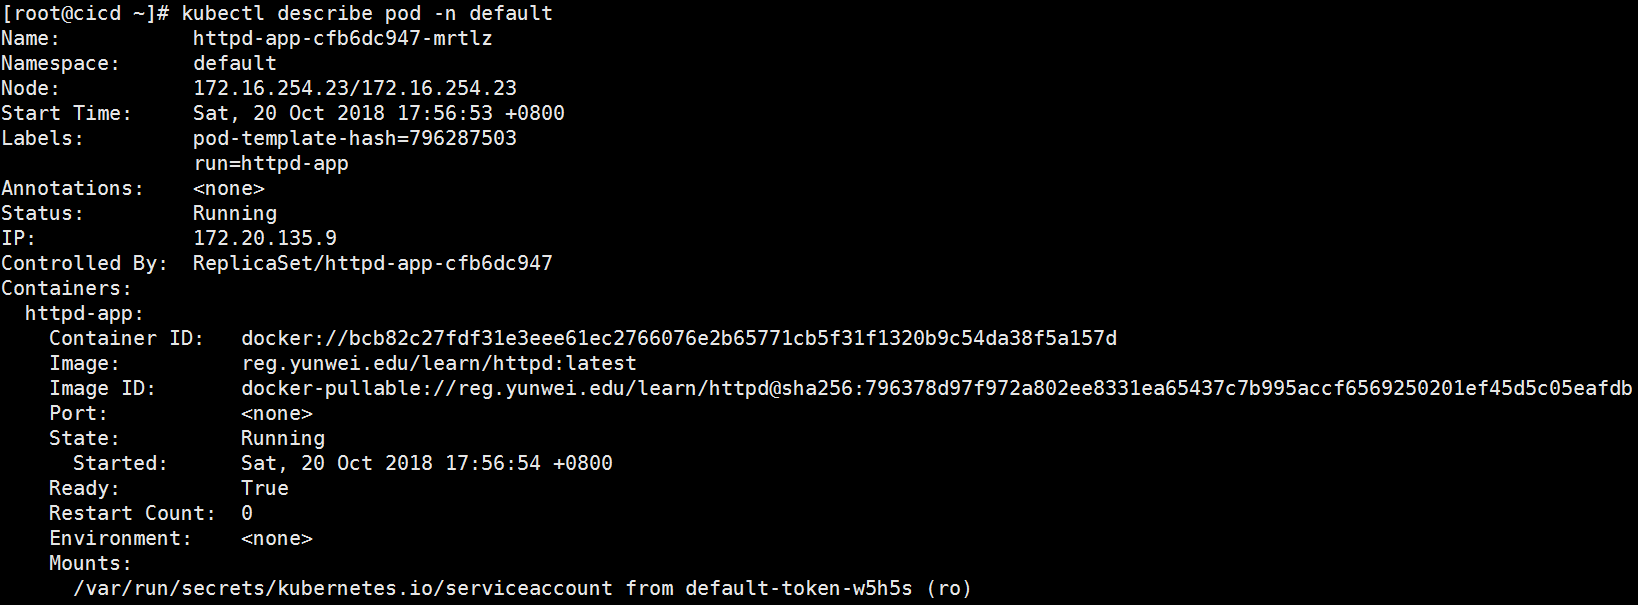 [root@cicd ~]# kubectl describe pod -n default
Name:           httpd-app-cfb6dc947-mrtlz
Namespace:      default
Node:           172.16.254.23/172.16.254.23
Start Time:     Sat, 20 Oct 2018 17:56:53 +0800
Labels:         pod-template-hash=796287503
                run=httpd-app
Annotations:    <none>
Status:         Running
IP:             172.20.135.9
Controlled By:  ReplicaSet/httpd-app-cfb6dc947
Containers:
  httpd-app:
    Container ID:   docker://bcb82c27fdf31e3eee61ec2766076e2b65771cb5f31f1320b9c54da38f5a157d
    Image:          reg.yunwei.edu/learn/httpd:latest
    Image ID:       docker-pullable://reg.yunwei.edu/learn/httpd@sha256:796378d97f972a802ee8331ea65437c7b995accf6569250201ef45d5c05eafdb
    Port:           <none>
    State:          Running
      Started:      Sat, 20 Oct 2018 17:56:54 +0800
    Ready:          True
    Restart Count:  0
    Environment:    <none>
    Mounts:
      /var/run/secrets/kubernetes.io/serviceaccount from default-token-w5h5s (ro)